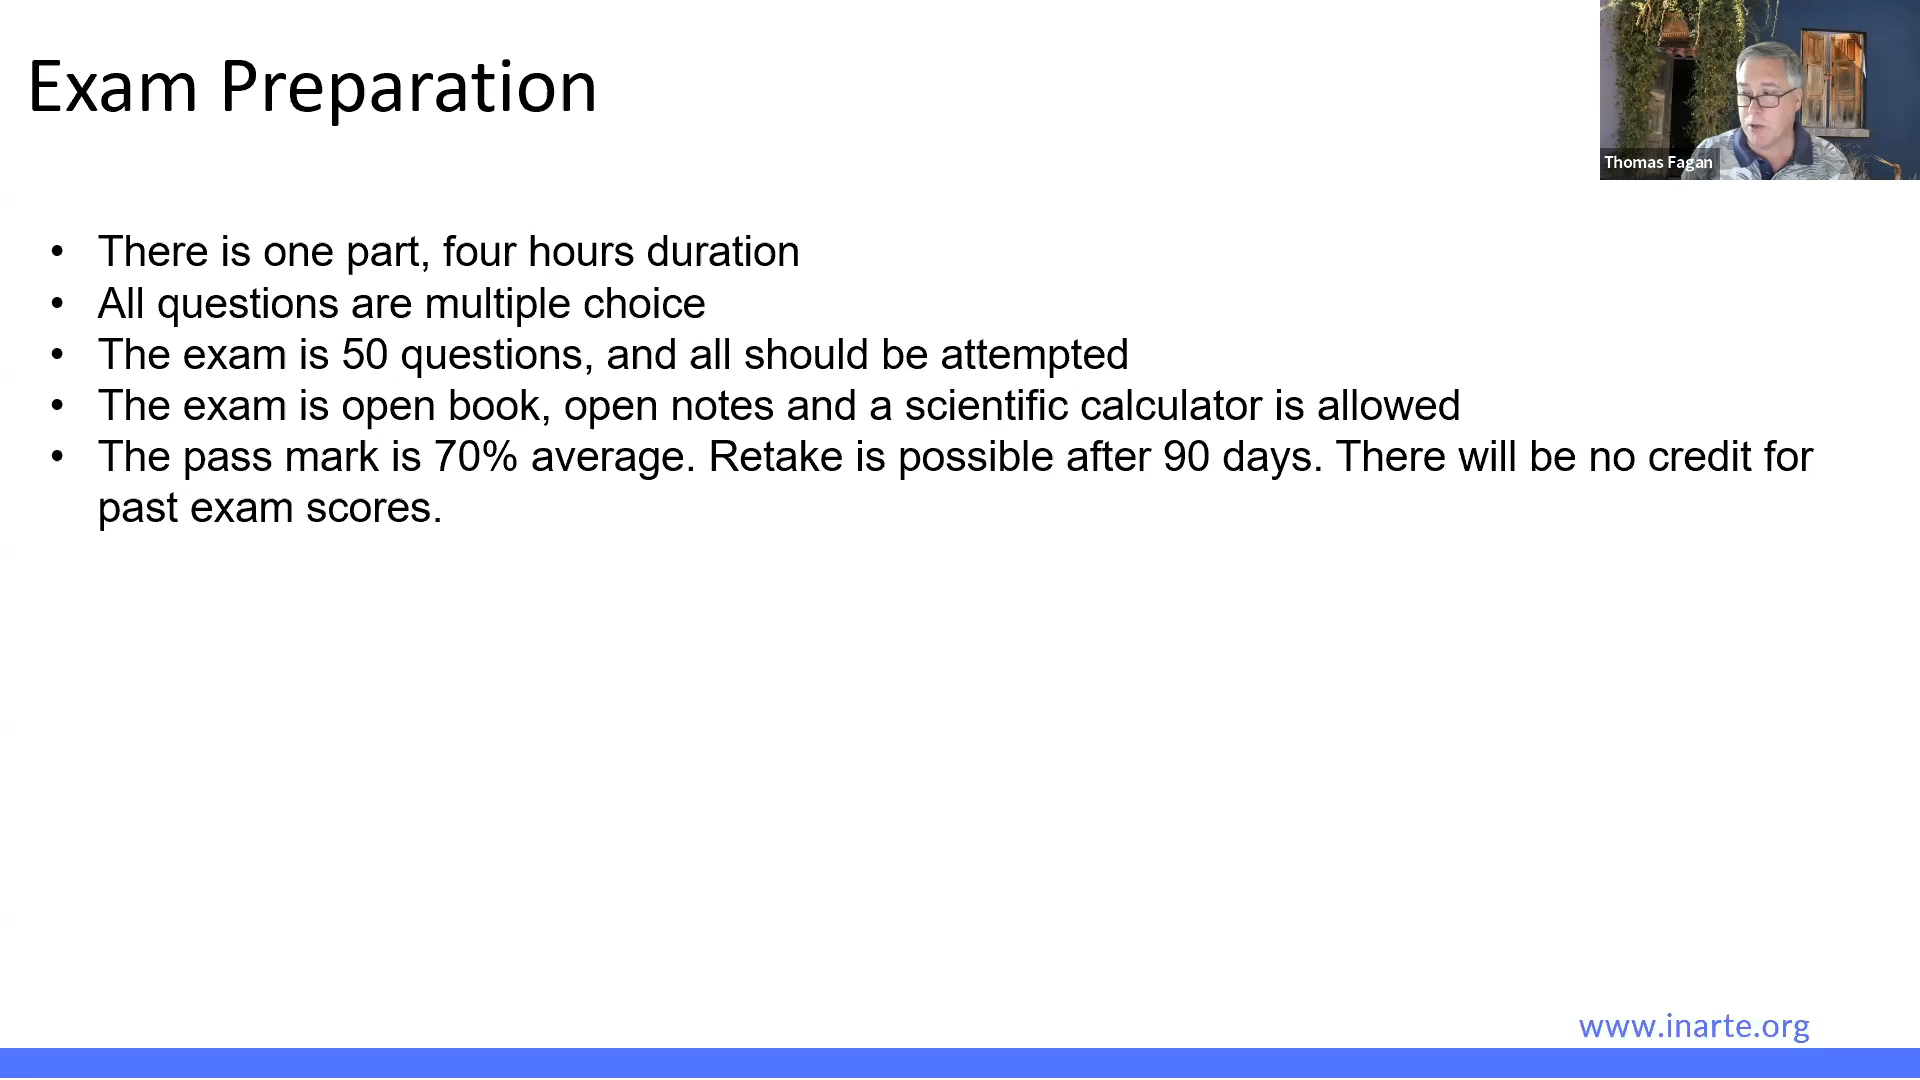 Exam Preparation
Thomas Fagan
• There is one part, four hours duration
• All questions are multiple choice
• The exam is 50 questions, and all should be attempted
• The exam is open book, open notes and a scientific calculator is allowed
• The pass mark is 70% average. Retake is possible after 90 days. There will be no credit for
past exam scores.
www.inarte.org